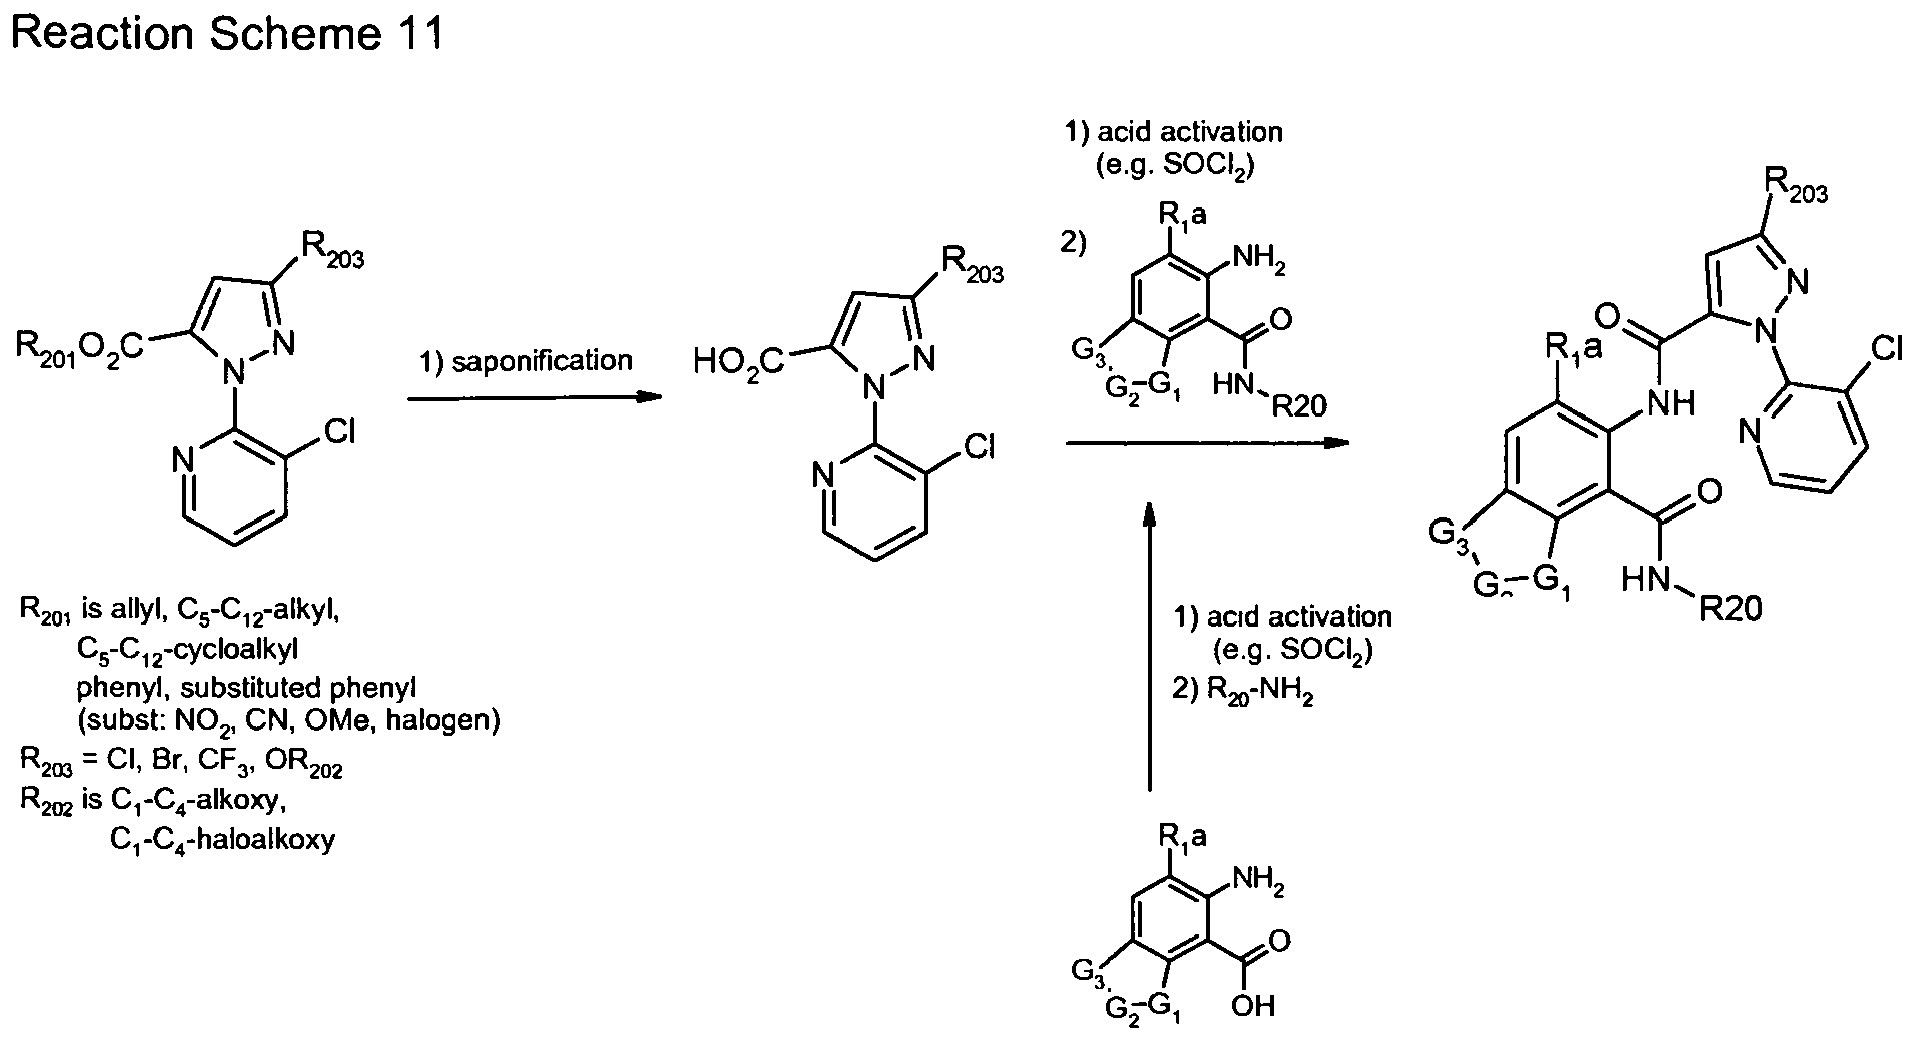 Reaction Scheme 11
1) acid activation
(e.g. SOCl2)
2)
R1a
NH2
O
G3
G2-G1
HN
R20
R203
R201O2C
N
N
N
Cl
1) saponification
R203
HO2C
N
N
N
Cl
R203
N
N
O
R1a
NH
N
Cl
O
G3
G-G1
HN
R20
R201 is allyl, C5-C12-alkyl,
C5-C12-cycloalkyl
phenyl, substituted phenyl
(subst: NO2, CN, OMe, halogen)
R203 = Cl, Br, CF3, OR202
R202 is C1-C4-alkoxy,
C1-C4-haloalkoxy
1) acid activation
(e.g. SOCl2)
2) R20-NH2
R1a
NH2
O
G3
G2-G1
OH